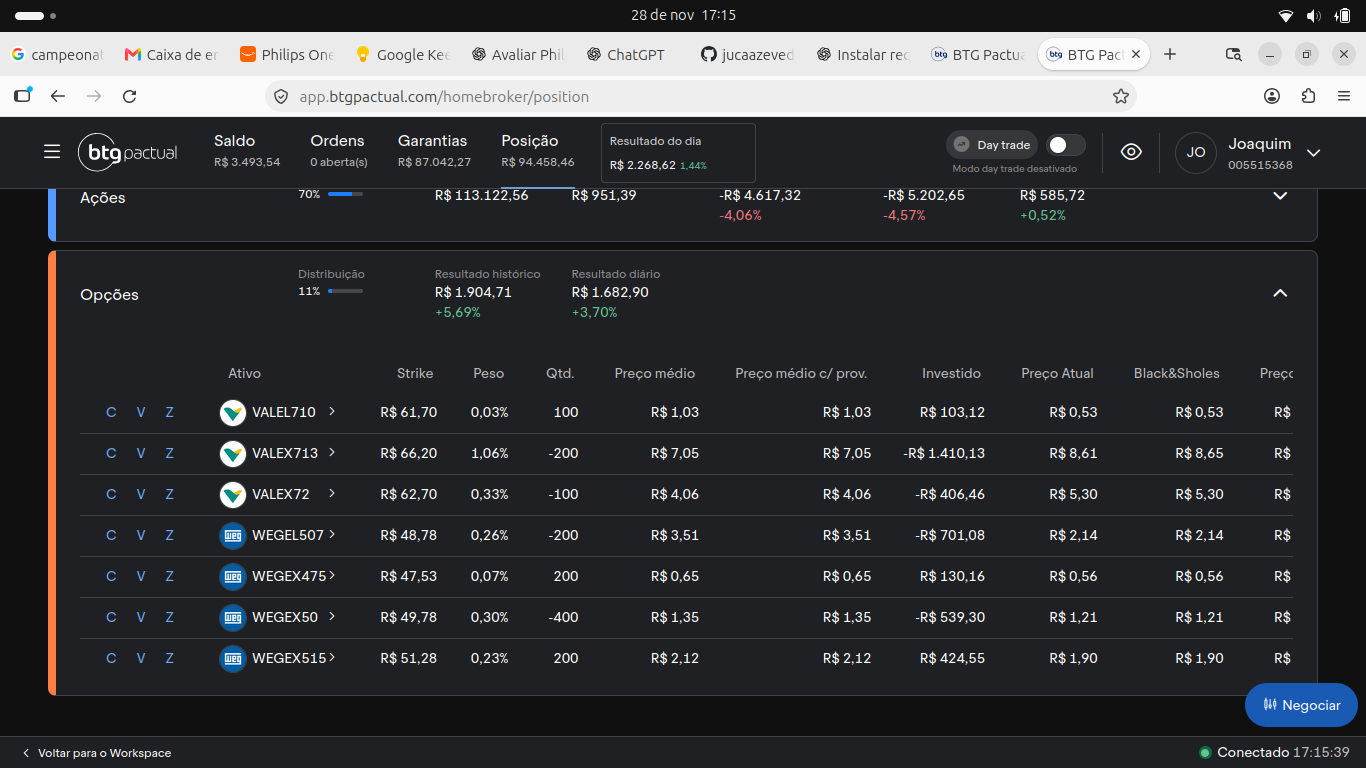 28 de nov 17:15
campeonat Caixa de er Philips One Google Kee Avaliar Phil ChatGPT jucaazeved Instalar rec BTG Pactua BTG Pact
app.btgpactual.com/homebroker/position
btg pactual
Saldo Ordens Garantias Posição
R$ 3.493,54 0 aberta(s) R$ 87.042,27 R$ 94.458,46
Resultado do dia
R$ 2.268,62 1,44%
Day trade
Modo day trade desativado
JO
Joaquim
005515368
Ações 70% R$ 113.122,56 R$ 951,39 -R$ 4.617,32 -R$ 5.202,65 R$ 585,72
-4,06% -4,57% +0,52%
Distribuição Resultado histórico Resultado diário
Opções 11% R$ 1.904,71 R$ 1.682,90
+5,69% +3,70%
Ativo Strike Peso Qtd. Preço médio Preço médio c/ prov. Investido Preço Atual Black&Sholes Preço
C V Z VALEL710 R$ 61,70 0,03% 100 R$ 1,03 R$ 1,03 R$ 103,12 R$ 0,53 R$ 0,53 R$
C V Z VALEX713 R$ 66,20 1,06% -200 R$ 7,05 R$ 7,05 -R$ 1.410,13 R$ 8,61 R$ 8,65 R$
C V Z VALEX72 R$ 62,70 0,33% -100 R$ 4,06 R$ 4,06 -R$ 406,46 R$ 5,30 R$ 5,30 R$
C V Z weg WEGEL507 R$ 48,78 0,26% -200 R$ 3,51 R$ 3,51 -R$ 701,08 R$ 2,14 R$ 2,14 R$
C V Z weg WEGEX475 R$ 47,53 0,07% 200 R$ 0,65 R$ 0,65 R$ 130,16 R$ 0,56 R$ 0,56 R$
C V Z weg WEGEX50 R$ 49,78 0,30% -400 R$ 1,35 R$ 1,35 -R$ 539,30 R$ 1,21 R$ 1,21 R$
C V Z weg WEGEX515 R$ 51,28 0,23% 200 R$ 2,12 R$ 2,12 R$ 424,55 R$ 1,90 R$ 1,90 R$
Negociar
Voltar para o Workspace
Conectado 17:15:39